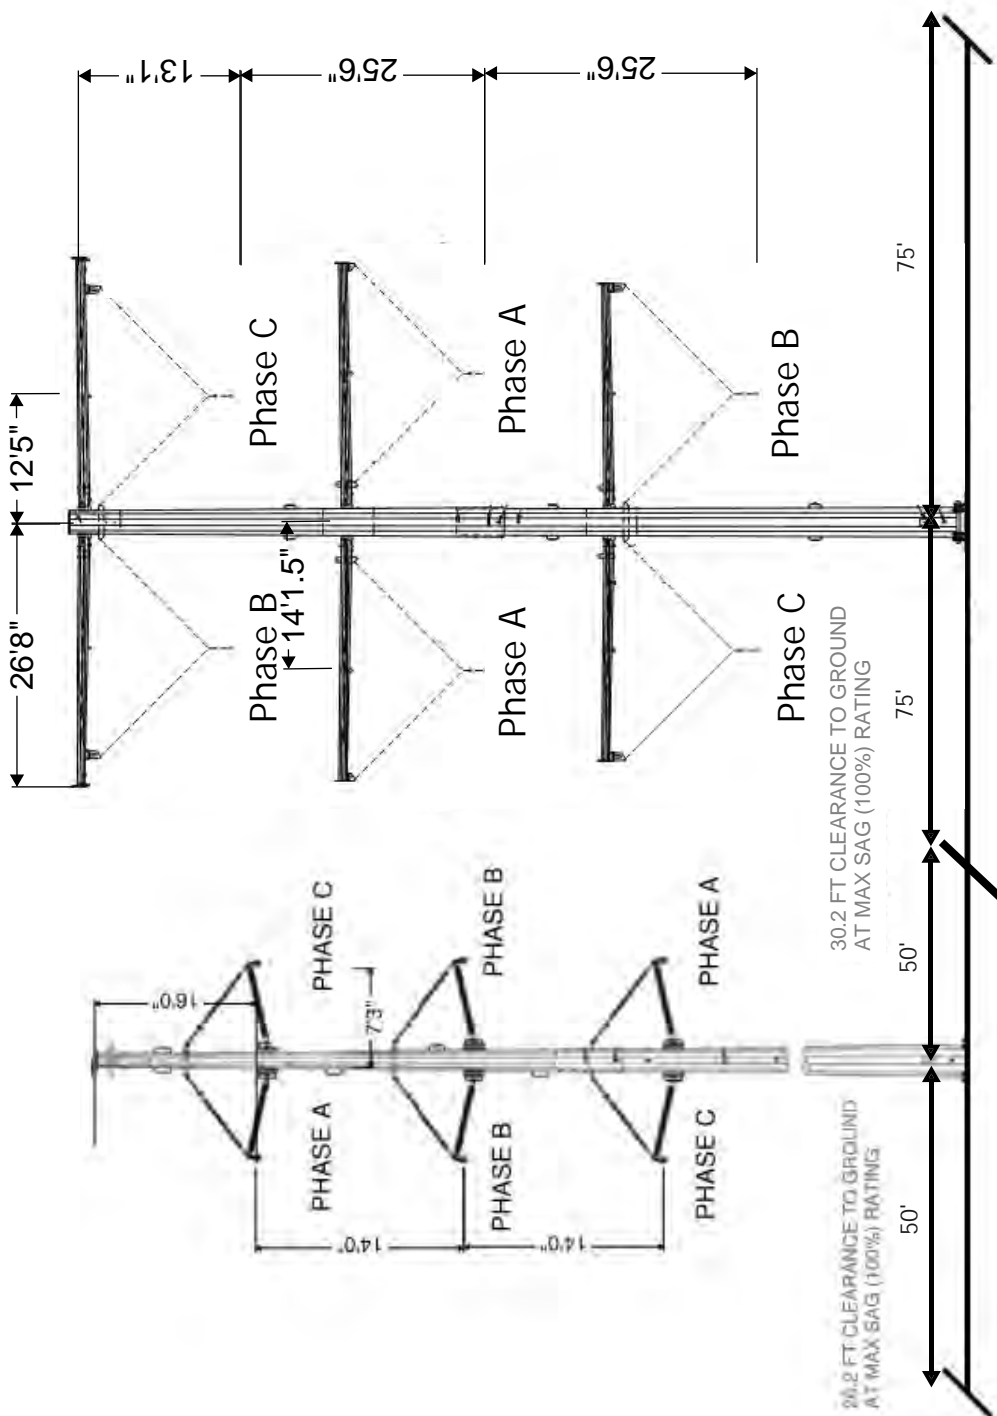 13'1"
25'6"
25'6"
12'5"
26'8"
Phase C
Phase A
Phase B
Phase B
14'1.5"
Phase A
Phase C
75'
75'
30.2 FT CLEARANCE TO GROUND
AT MAX SAG (100%) RATING
16'0"
7'3"
PHASE C
PHASE B
PHASE A
PHASE A
PHASE B
PHASE C
14'0"
14'0"
50'
50'
FT CLEARANCE TO GROUND
AT MAX SAG (100%) RATING